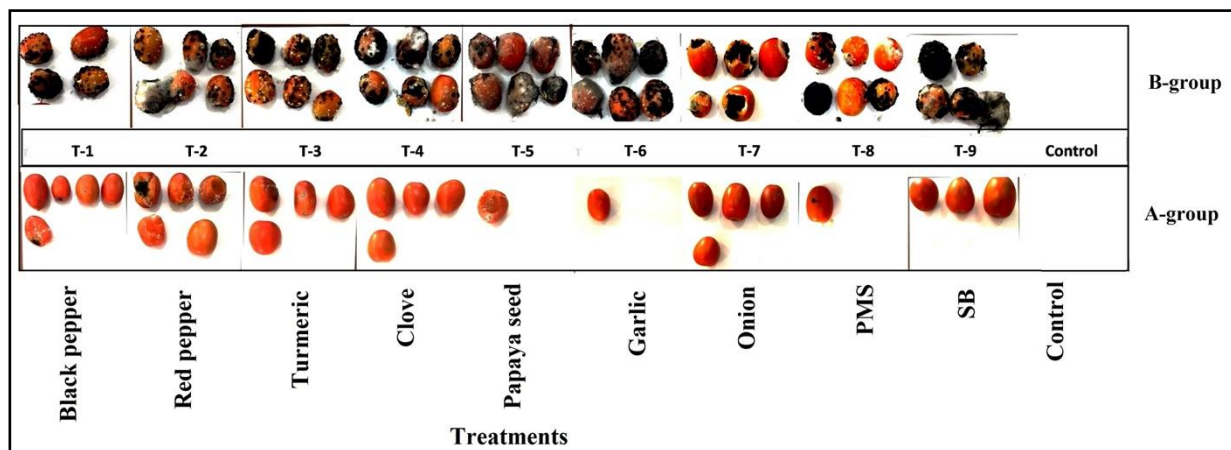 B-group
T-1 T-2 T-3 T-4 T-5 T-6 T-7 T-8 T-9 Control
A-group
Black pepper
Red pepper
Turmeric
Clove
Papaya seed
Garlic
Onion
PMS
SB
Control
Treatments